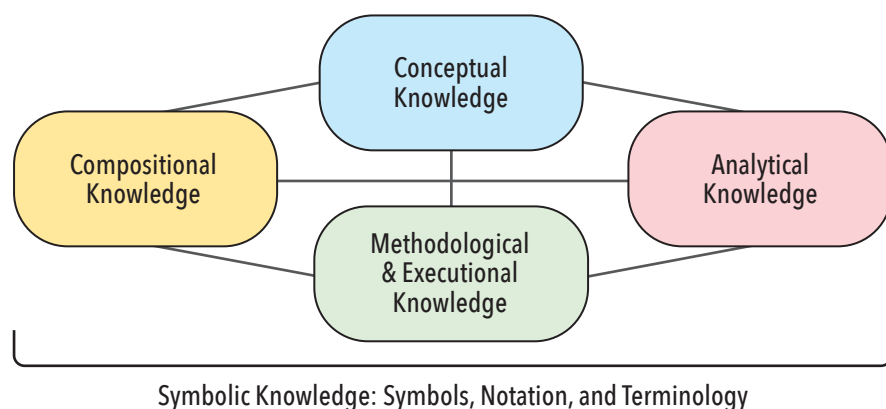 Conceptual
Knowledge
Compositional
Knowledge
Analytical
Knowledge
Methodological
& Executional
Knowledge
Symbolic Knowledge: Symbols, Notation, and Terminology